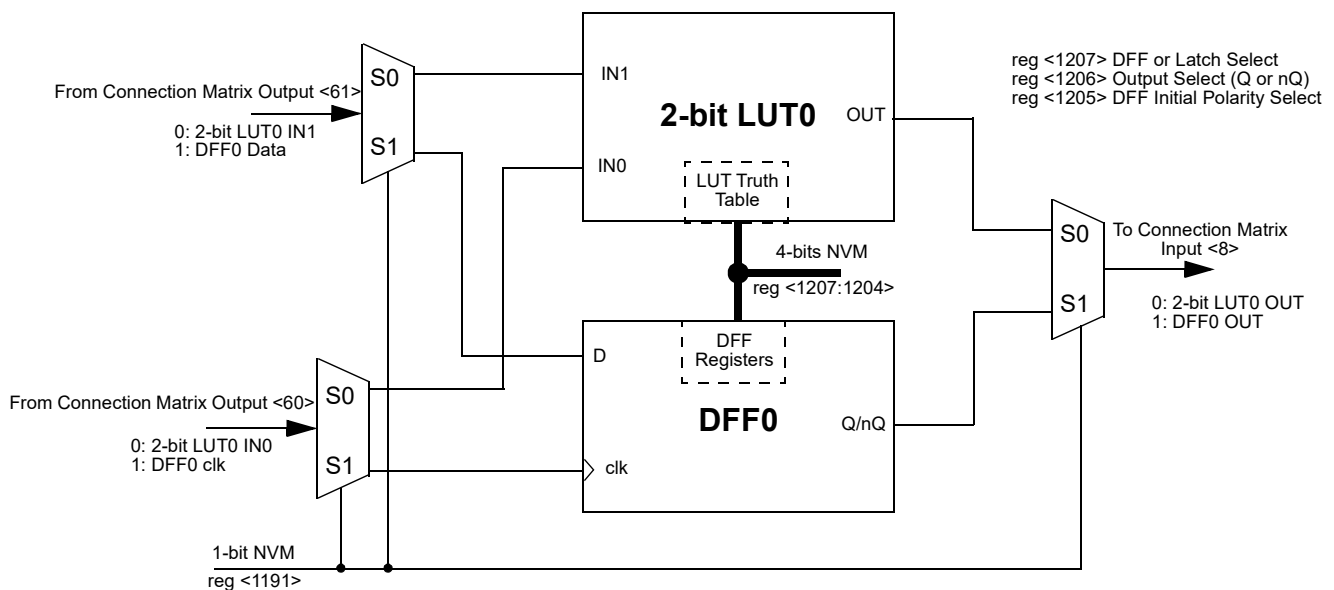 reg <1207> DFF or Latch Select
reg <1206> Output Select (Q or nQ)
reg <1205> DFF Initial Polarity Select
From Connection Matrix Output <61>
0: 2-bit LUT0 IN1
1: DFF0 Data
S0
S1
IN1
2-bit LUT0
OUT
IN0
LUT Truth
Table
4-bits NVM
reg <1207:1204>
S0
S1
To Connection Matrix
Input <8>
0: 2-bit LUT0 OUT
1: DFF0 OUT
From Connection Matrix Output <60>
0: 2-bit LUT0 IN0
1: DFF0 clk
S0
S1
D
DFF
Registers
DFF0
Q/nQ
clk
1-bit NVM
reg <1191>